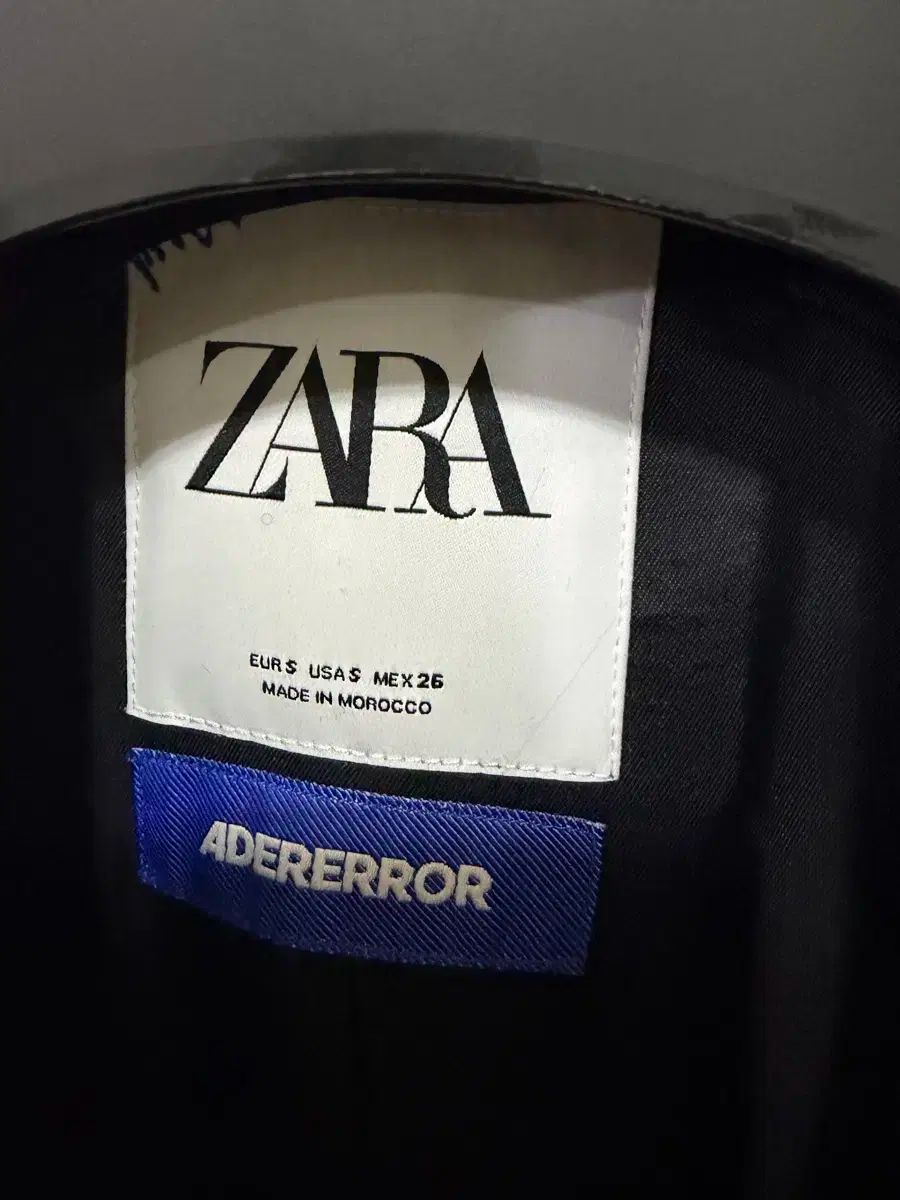 ZARA
EUR S USA S MEX 26
MADE IN MOROCCO
ADERERROR